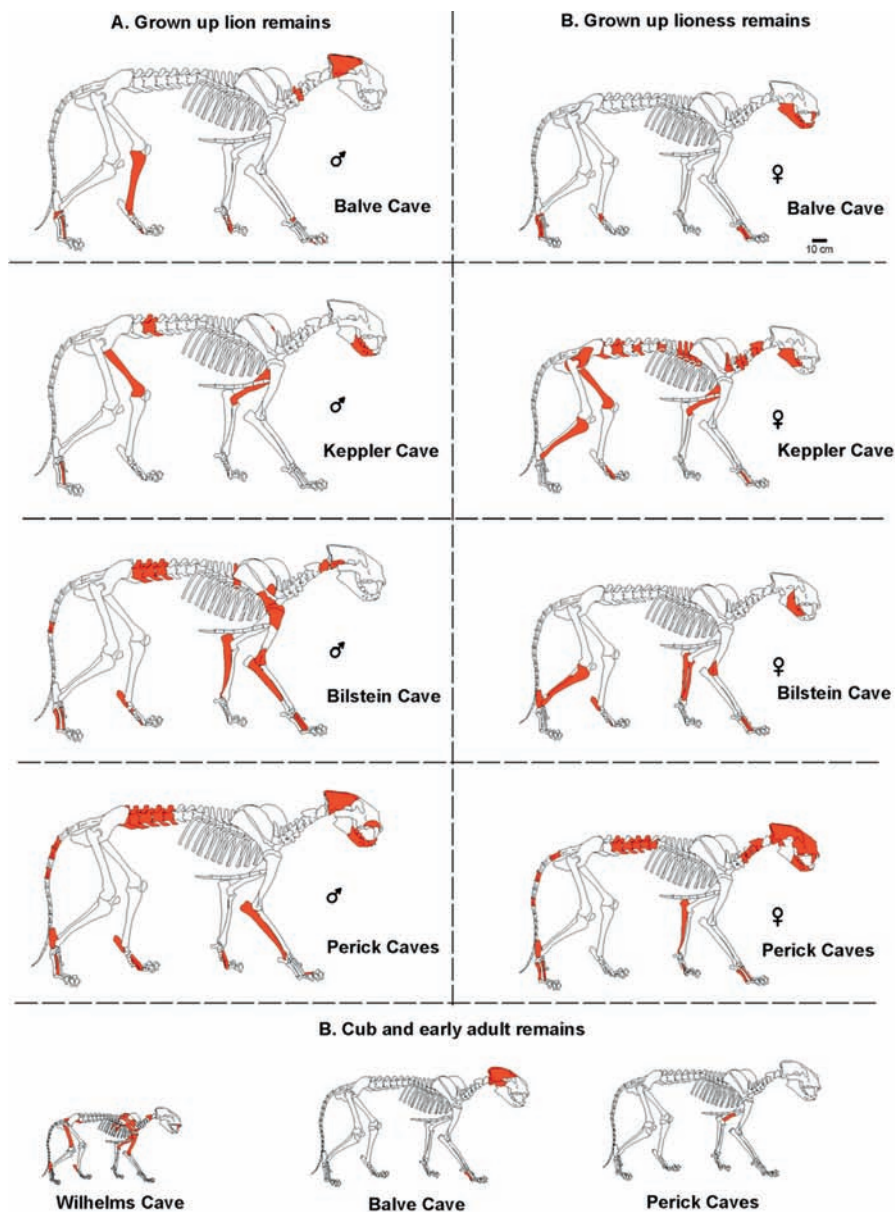 A. Grown up lion remains
B. Grown up lioness remains
♂
Balve Cave
♀
Balve Cave
10 cm
♂
Keppler Cave
♀
Keppler Cave
♂
Bilstein Cave
♀
Bilstein Cave
♂
Perick Caves
♀
Perick Caves
B. Cub and early adult remains
Wilhelms Cave
Balve Cave
Perick Caves